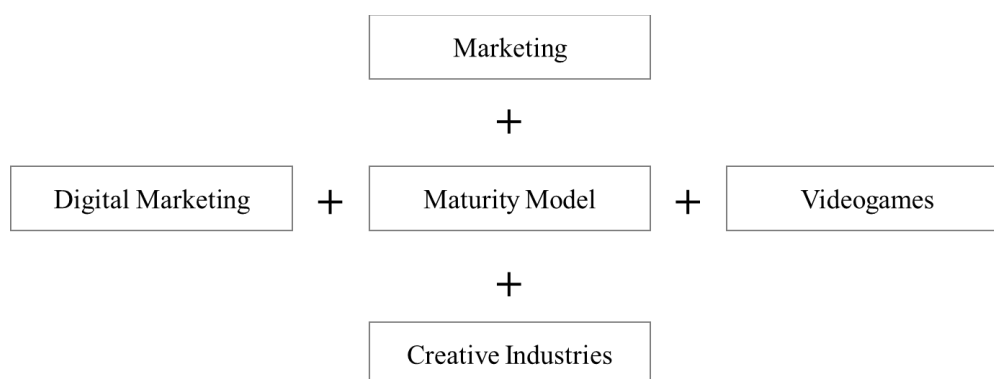 Marketing
+
Digital Marketing + Maturity Model + Videogames
+
Creative Industries